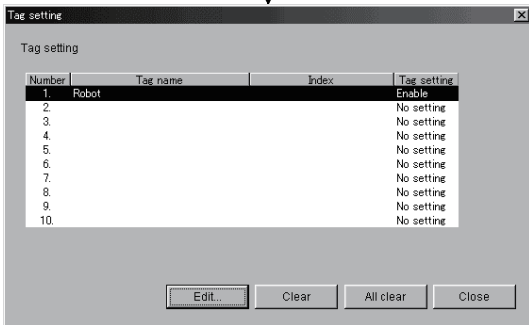 Tag setting
Tag setting
Number Tag name Index Tag setting
1. Robot Enable
2. No setting
3. No setting
4. No setting
5. No setting
6. No setting
7. No setting
8. No setting
9. No setting
10. No setting
Edit... Clear All clear Close